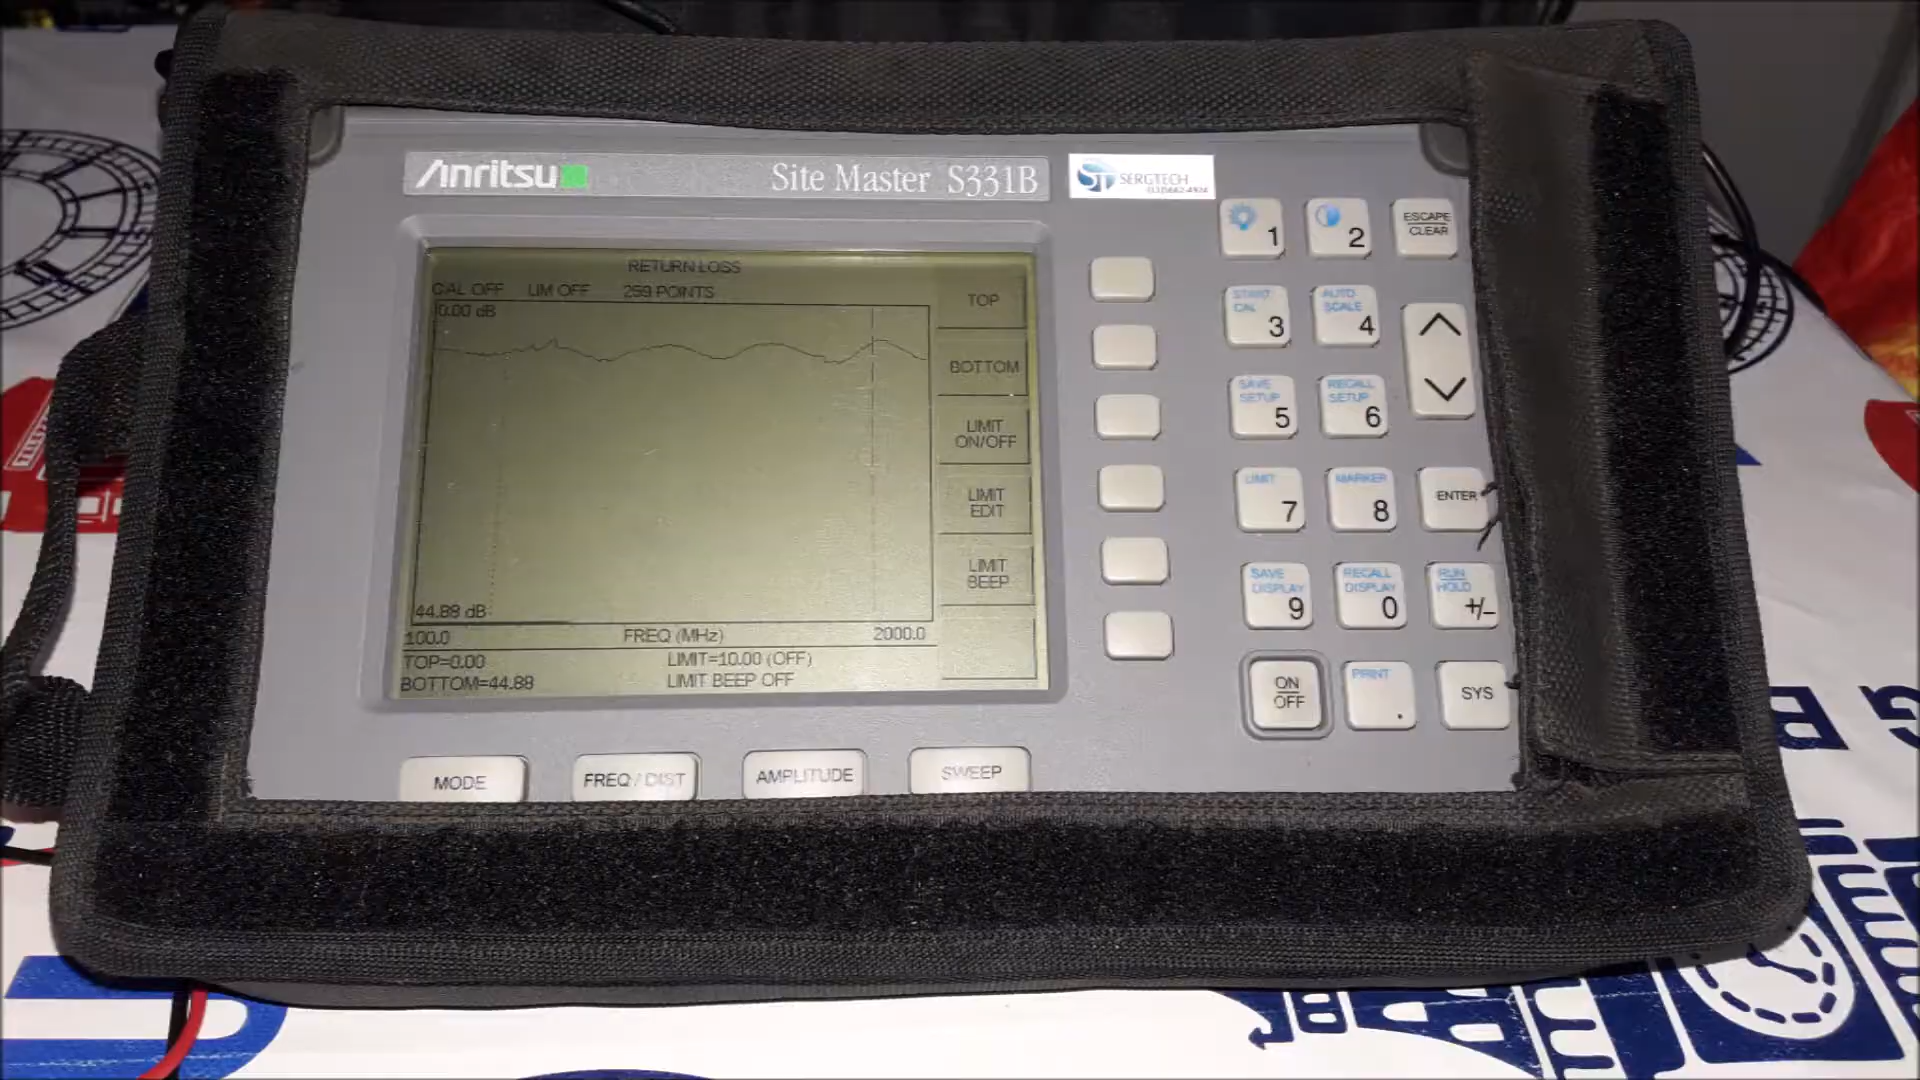 Anritsu
Site Master S331B
SERGTECH
RETURN LOSS
CAL OFF LIM OFF 259 POINTS
0.00 dB
44.88 dB
100.0 FREQ (MHz) 2000.0
TOP=0.00 LIMIT=10.00 (OFF)
BOTTOM=44.88 LIMIT BEEP OFF
TOP
BOTTOM
LIMIT
ON/OFF
LIMIT
EDIT
LIMIT
BEEP
1
2
ESCAPE
CLEAR
START
CAL
3
AUTO
SCALE
4
SAVE
SETUP
5
RECALL
SETUP
6
LIMIT
7
MARKER
8
ENTER
SAVE
DISPLAY
9
RECALL
DISPLAY
0
RUN
HOLD
+/-
ON
OFF
PRINT
.
SYS
MODE
FREQ/DIST
AMPLITUDE
SWEEP